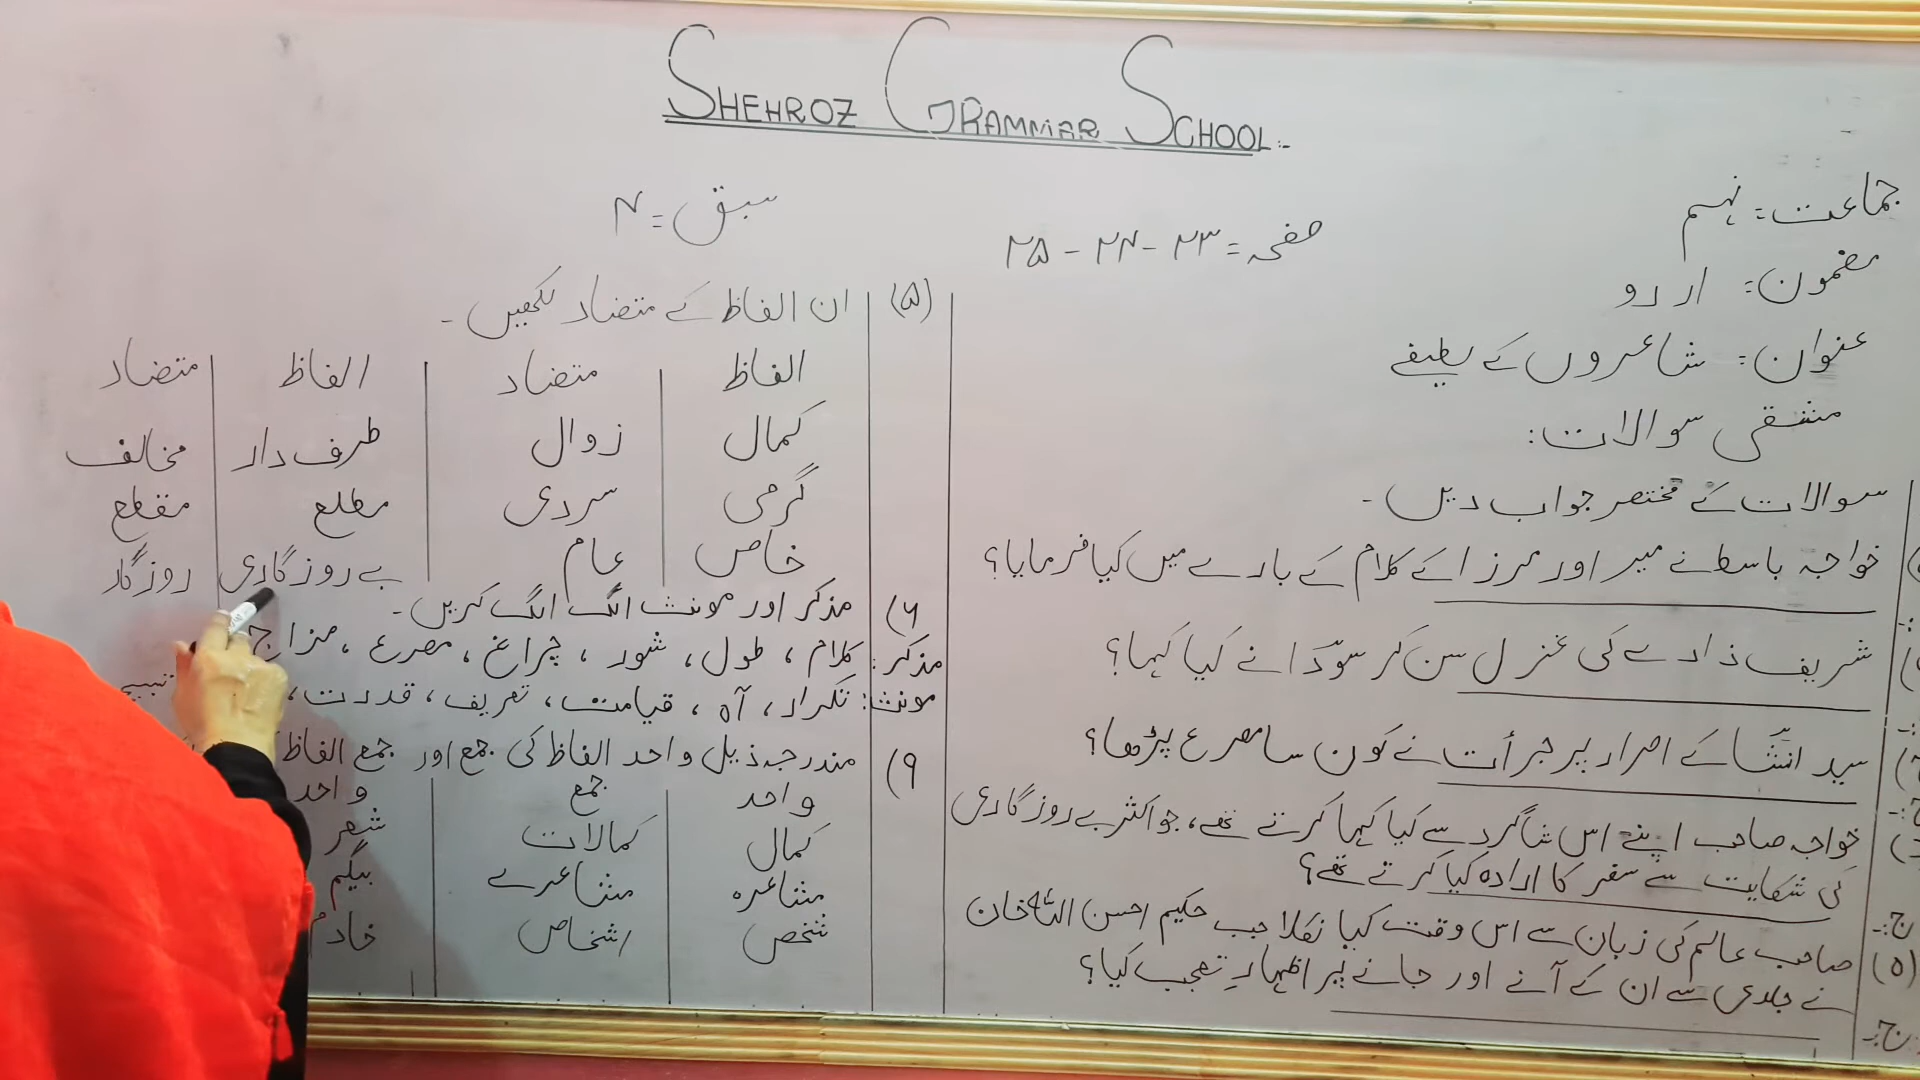 SHEHROZ GRAMMAR SCHOOL:-
جماعت: نہم
سبق = ۴
صفحہ = ۲۳ - ۲۴ - ۲۵
مضمون: اردو
عنوان: شاعروں کے لطیفے
مشقی سوالات:
سوالات کے مختصر جواب دیں۔
خواجہ باسط نے میر اور مرزا کے کلام کے بارے میں کیا فرمایا؟
شریف زادے کی غزل سن کر سودا نے کیا کہا؟
سید انشا کے اصرار پر جرأت نے کون سا مصرع پڑھا؟
خواجہ صاحب اپنے اس شاگرد سے کیا کہا کرتے تھے، جو اکثر بے روزگاری
کی شکایت سے سفر کا ارادہ کیا کرتے تھے؟
ج:-
(۵) صاحب عالم کی زبان سے اس وقت کیا نکلا جب حکیم احسن اللہ خان
نے جلدی سے ان کے آنے اور جانے پر اظہارِ تعجب کیا؟
ج:-
(۵) ان الفاظ کے متضاد لکھیں۔
الفاظ متضاد الفاظ متضاد
کمال زوال طرف دار مخالف
گرمی سردی مطلع مقطع
خاص عام بے روزگاری روزگار
۶) مذکر اور مونث الگ الگ کریں۔
مذکر: کلام، طول، شور، چراغ، مصرع، مزاج
مونث: تکرار، آہ، قیامت، تعریف، قدرت،
۹) مندرجہ ذیل واحد الفاظ کی جمع اور جمع الفاظ
واحد جمع واحد
کمال کمالات شعر
مشاعرہ مشاعرے بیگم
شخص اشخاص خادم